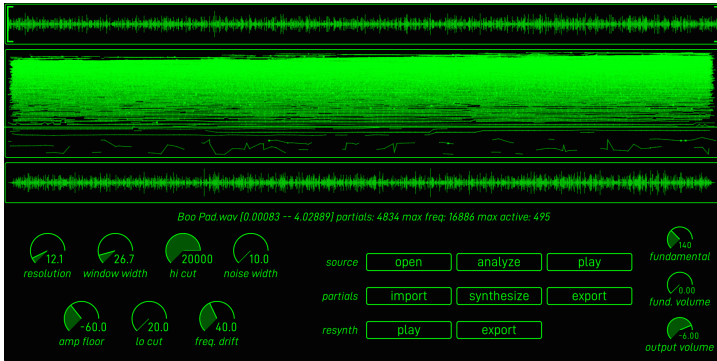 Boo Pad.wav [0.00083 -- 4.02889] partials: 4834 max freq: 16886 max active: 495
12.1 26.7 20000 10.0
resolution window width hi cut noise width
-60.0 20.0 40.0
amp floor lo cut freq. drift
source open analyze play
partials import synthesize export
resynth play export
140
fundamental
0.00
fund. volume
-6.00
output volume